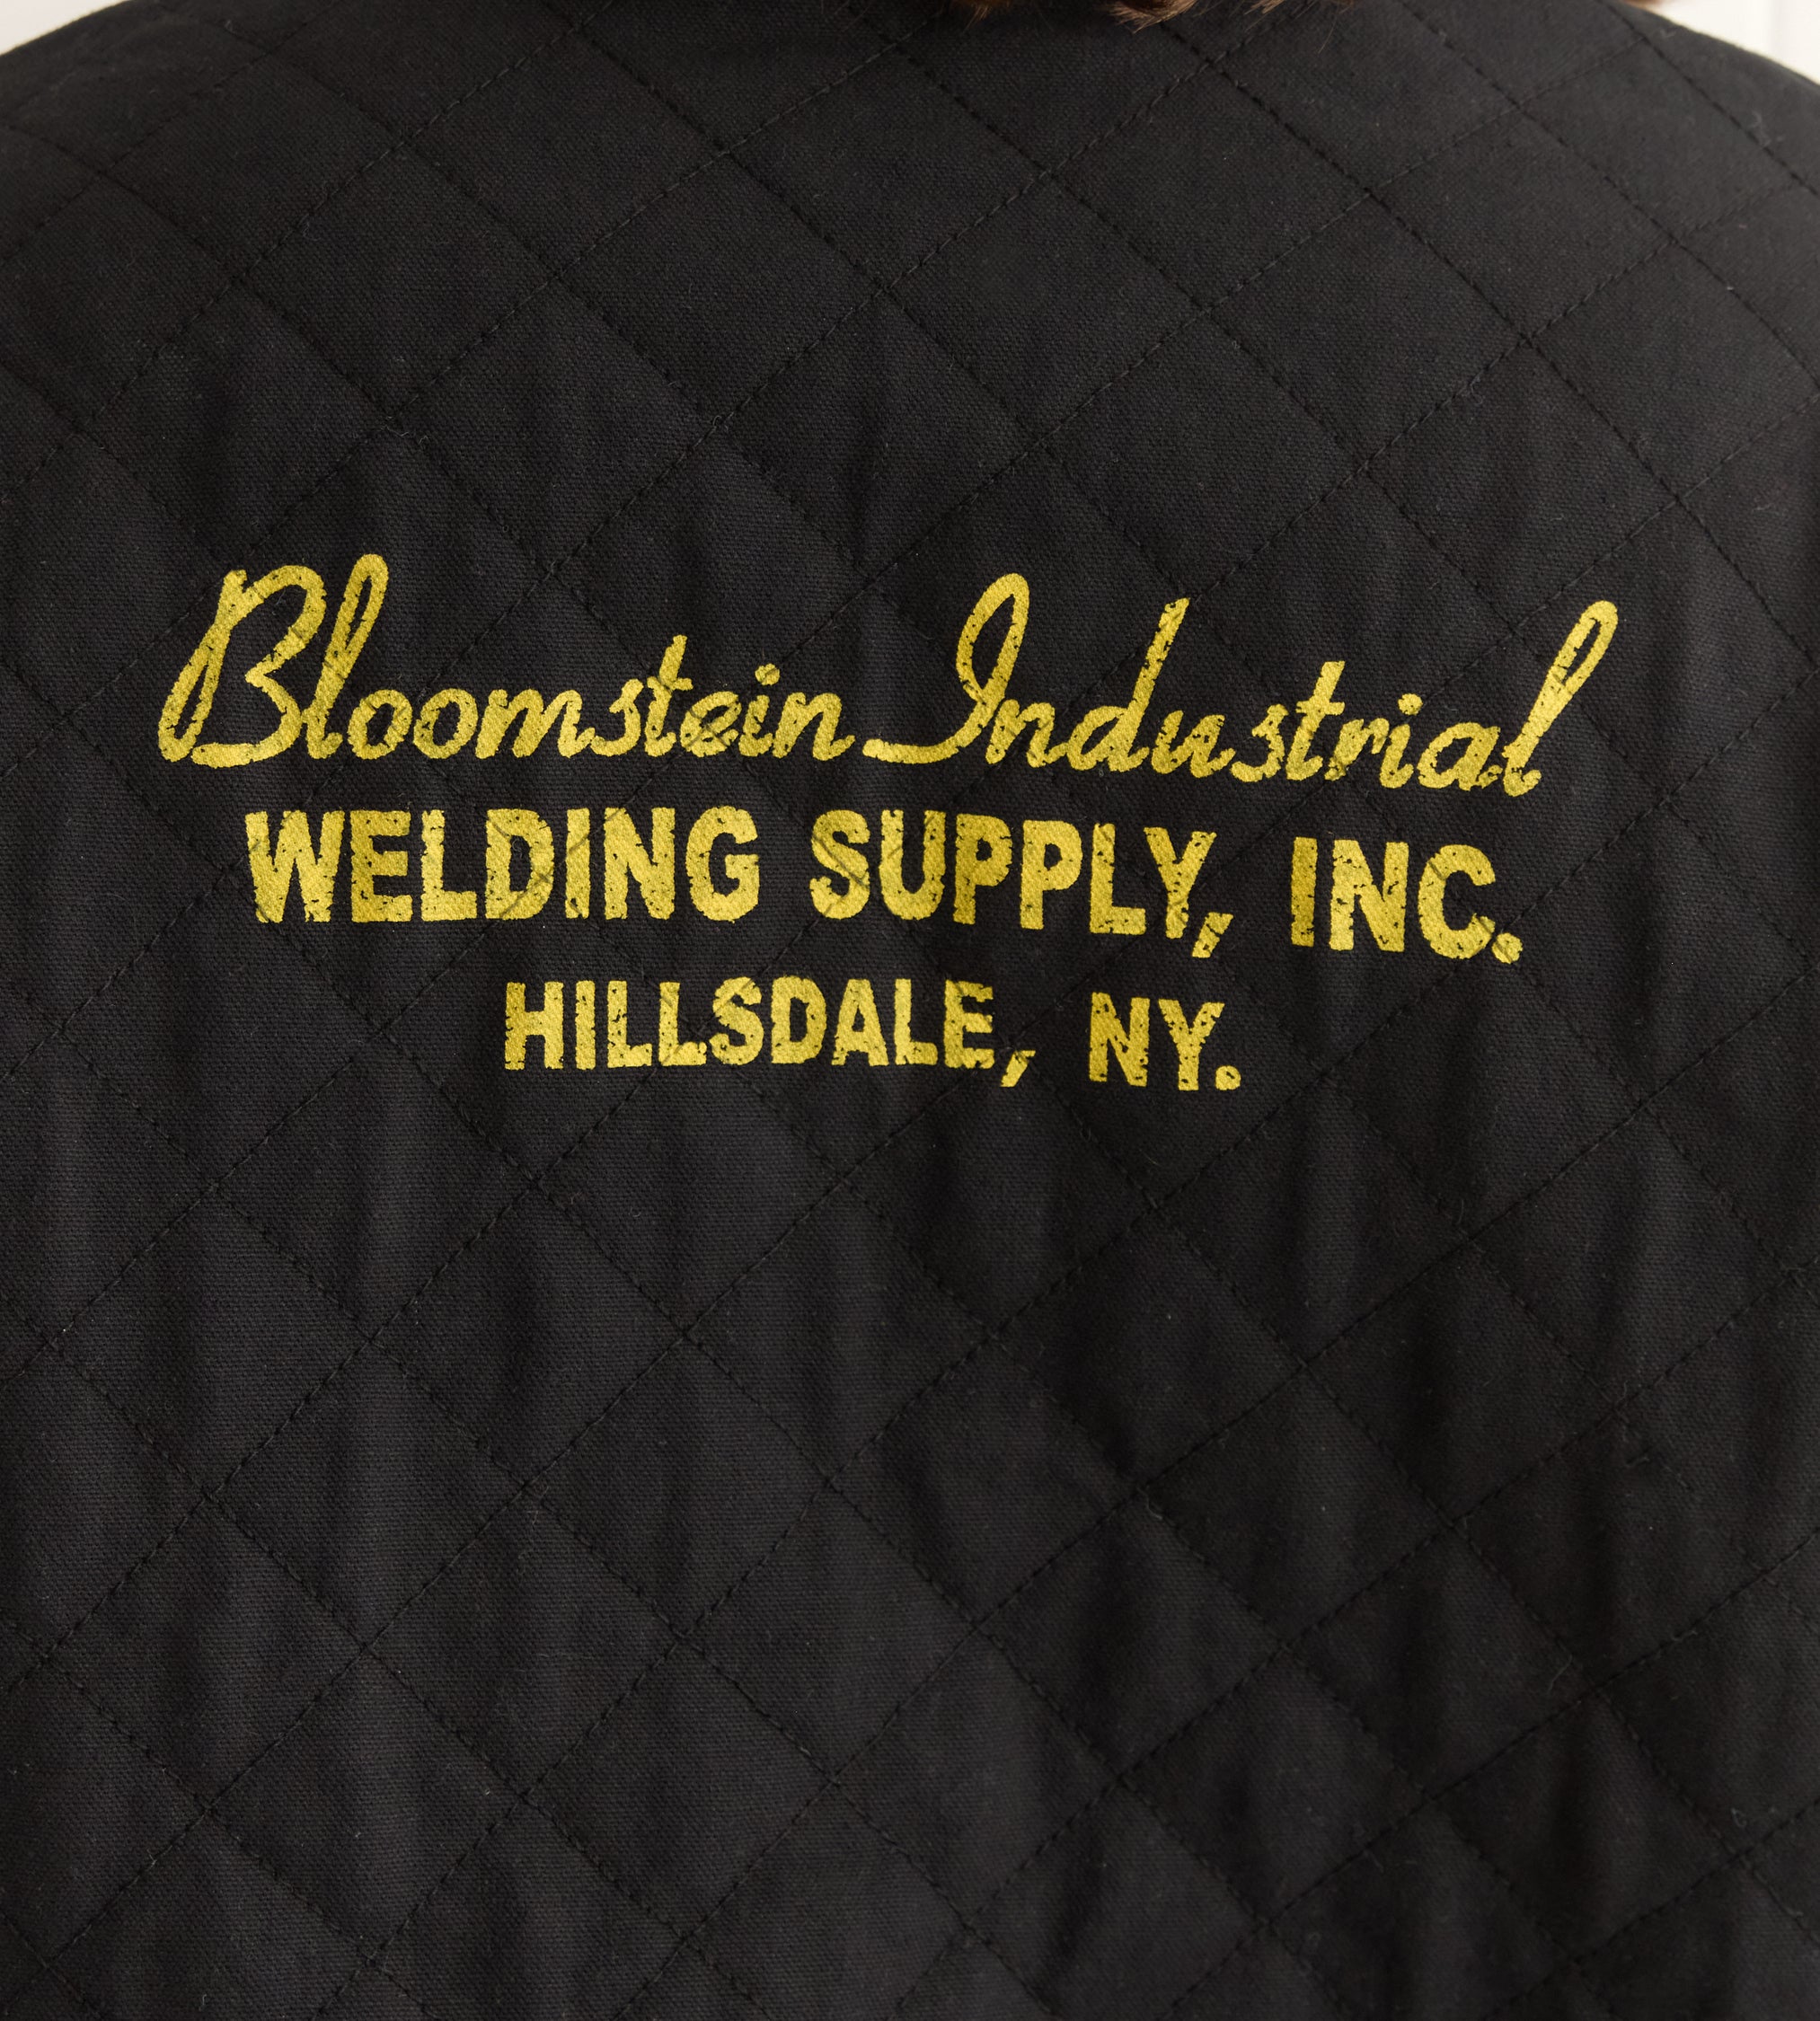 Bloomstein Industrial
WELDING SUPPLY, INC.
HILLSDALE, NY.